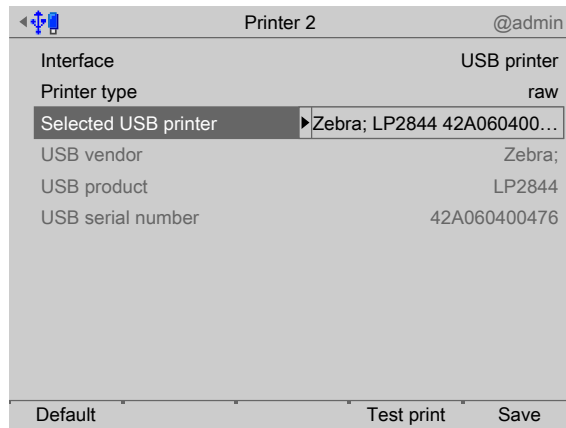 Printer 2 @admin
Interface USB printer
Printer type raw
Selected USB printer Zebra; LP2844 42A060400…
USB vendor Zebra;
USB product LP2844
USB serial number 42A060400476
Default Test print Save